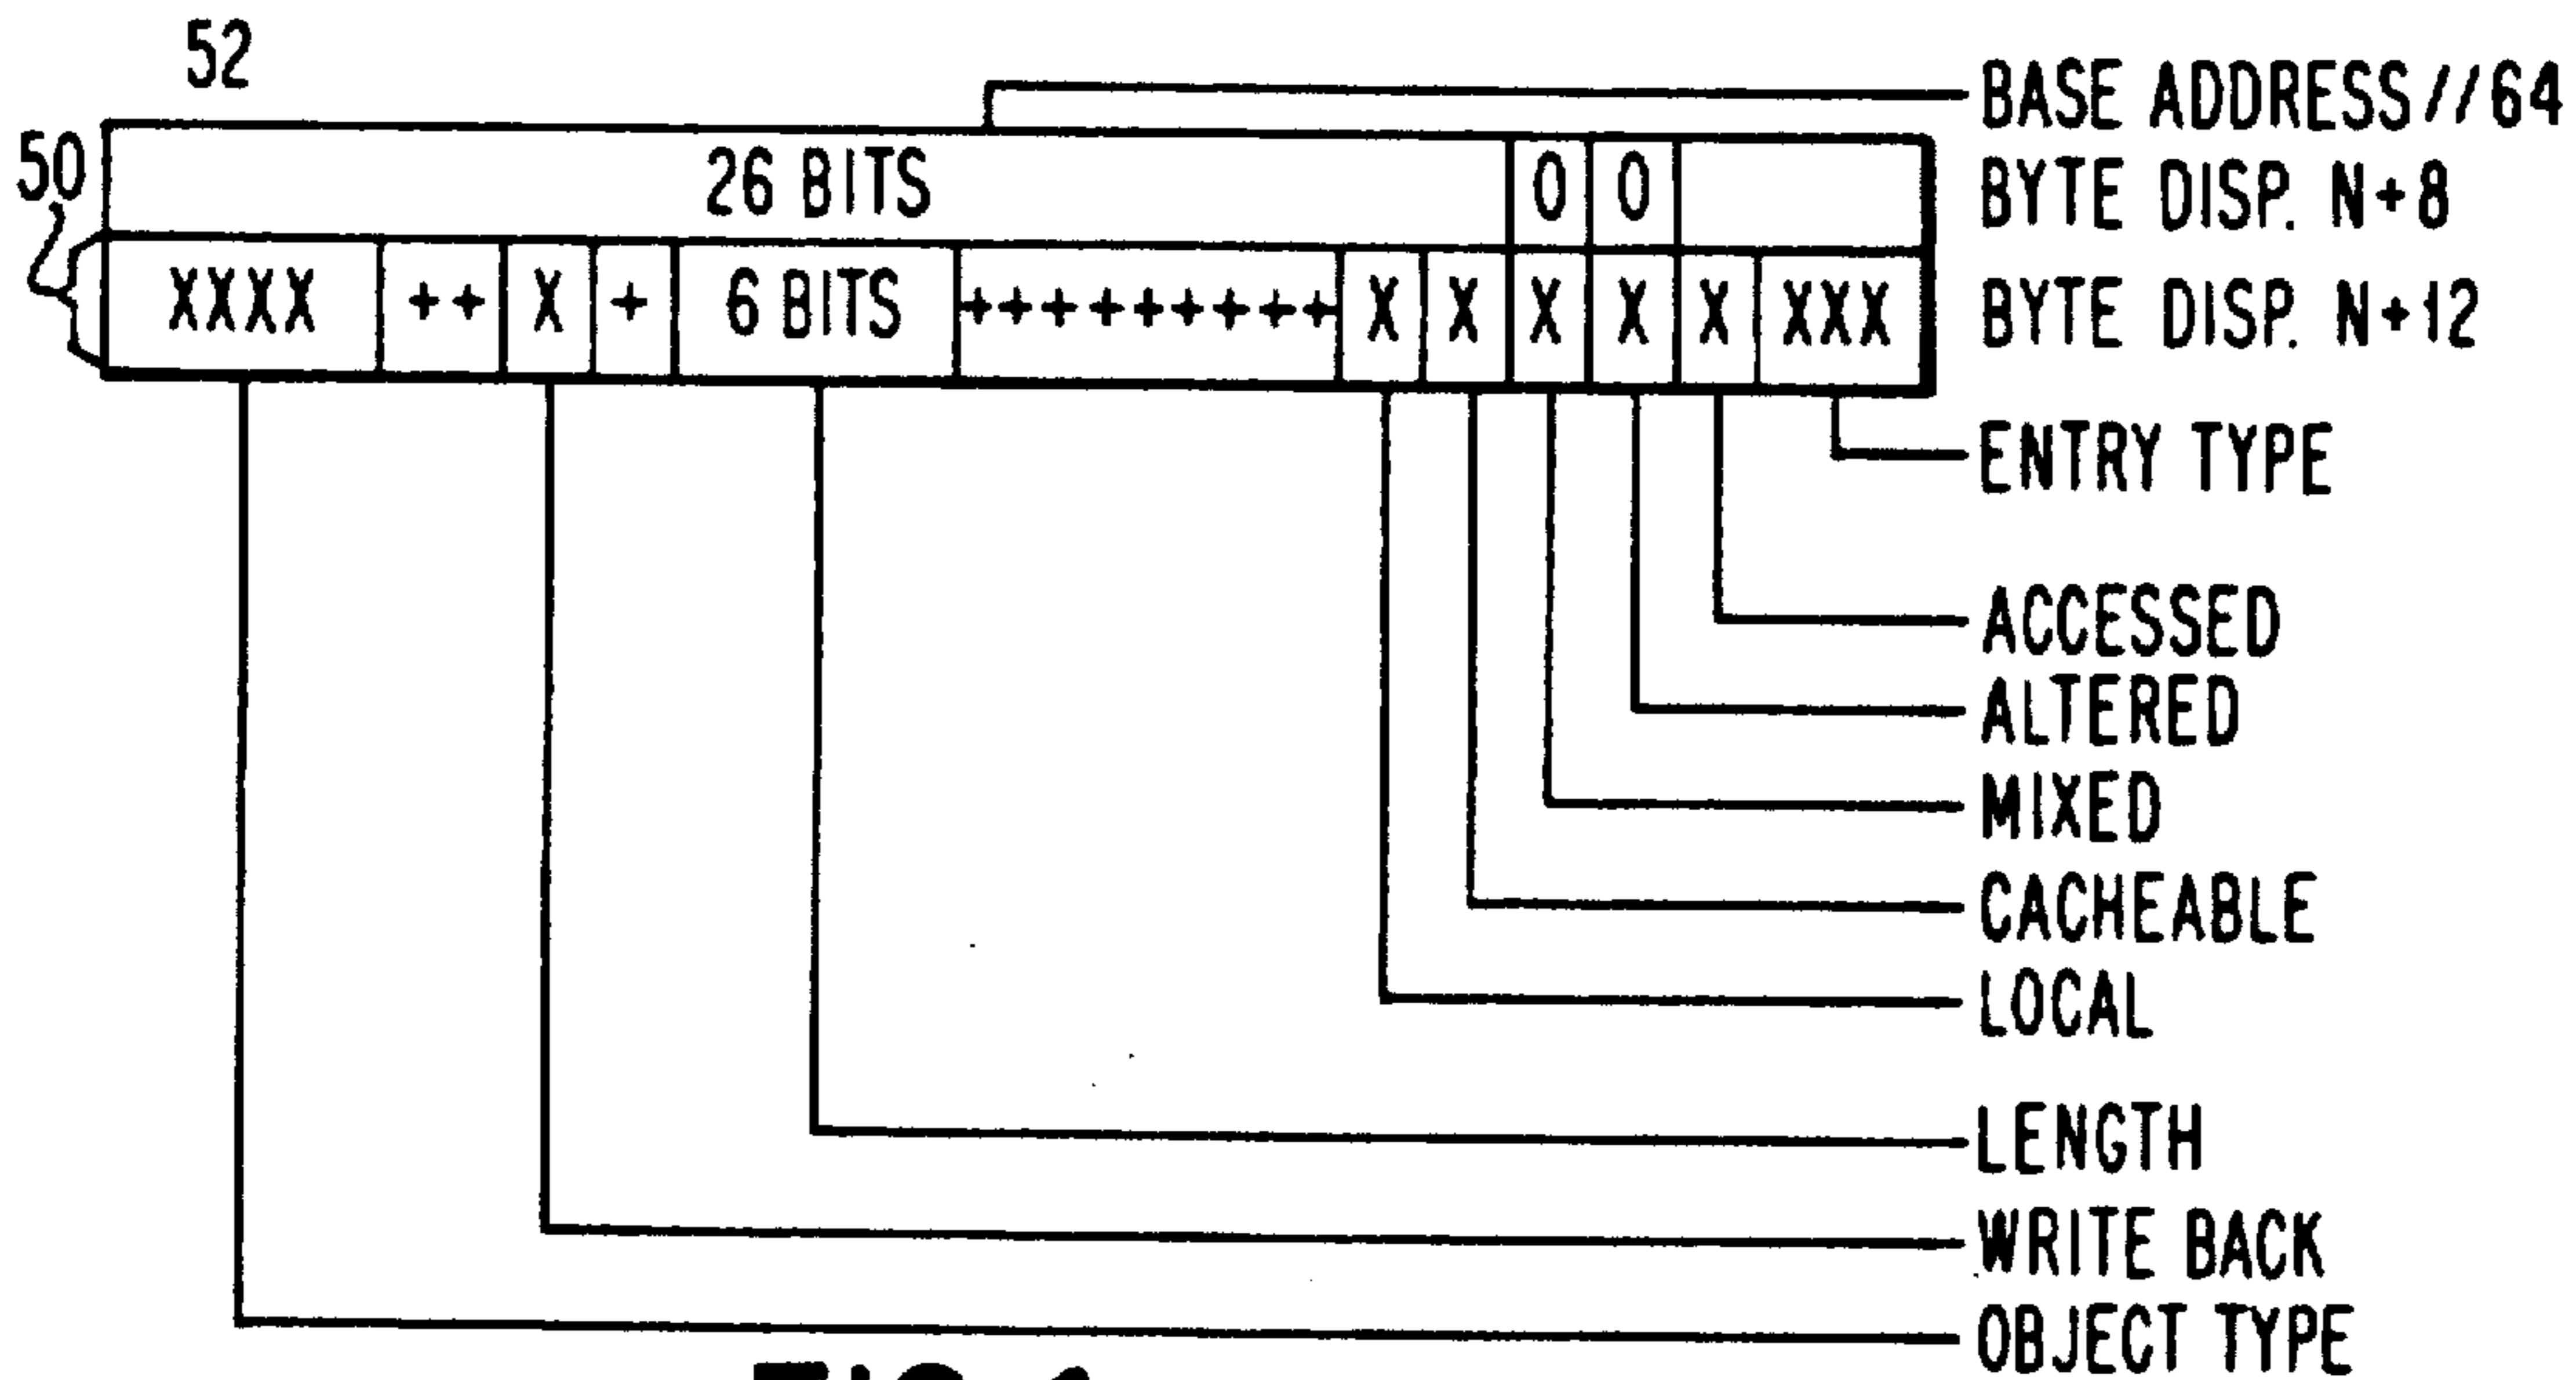 52
BASE ADDRESS//64
50
26 BITS 0 0 BYTE DISP. N+8
XXXX ++ X + 6 BITS +++++++++ X X X X X XXX BYTE DISP. N+12
ENTRY TYPE
ACCESSED
ALTERED
MIXED
CACHEABLE
LOCAL
LENGTH
WRITE BACK
OBJECT TYPE